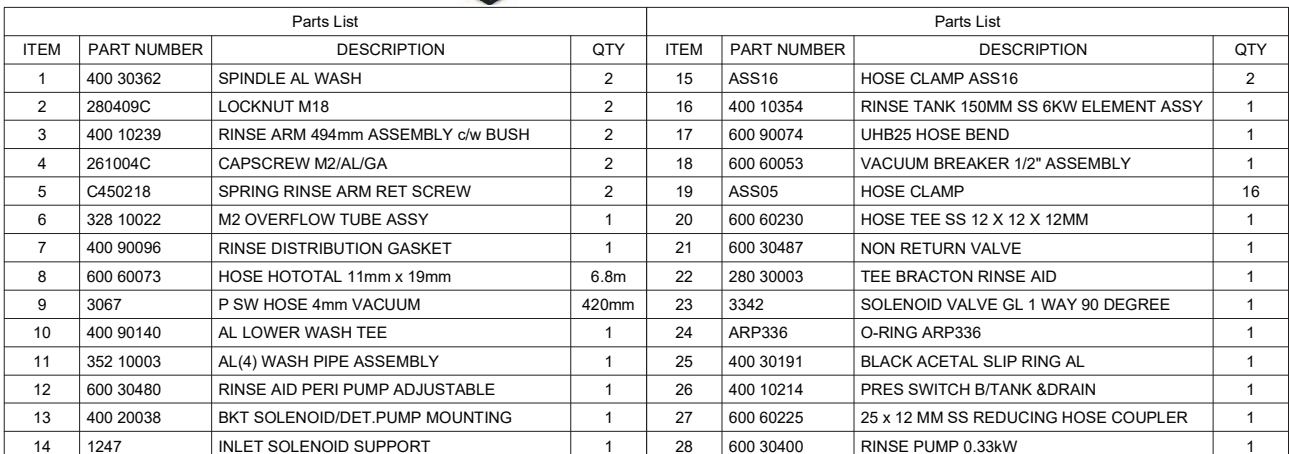 Parts List Parts List
ITEM PART NUMBER DESCRIPTION QTY ITEM PART NUMBER DESCRIPTION QTY
1 400 30362 SPINDLE AL WASH 2 15 ASS16 HOSE CLAMP ASS16 2
2 280409C LOCKNUT M18 2 16 400 10354 RINSE TANK 150MM SS 6KW ELEMENT ASSY 1
3 400 10239 RINSE ARM 494mm ASSEMBLY c/w BUSH 2 17 600 90074 UHB25 HOSE BEND 1
4 261004C CAPSCREW M2/AL/GA 2 18 600 60053 VACUUM BREAKER 1/2" ASSEMBLY 1
5 C450218 SPRING RINSE ARM RET SCREW 2 19 ASS05 HOSE CLAMP 16
6 328 10022 M2 OVERFLOW TUBE ASSY 1 20 600 60230 HOSE TEE SS 12 X 12 X 12MM 1
7 400 90096 RINSE DISTRIBUTION GASKET 1 21 600 30487 NON RETURN VALVE 1
8 600 60073 HOSE HOTOTAL 11mm x 19mm 6.8m 22 280 30003 TEE BRACTON RINSE AID 1
9 3067 P SW HOSE 4mm VACUUM 420mm 23 3342 SOLENOID VALVE GL 1 WAY 90 DEGREE 1
10 400 90140 AL LOWER WASH TEE 1 24 ARP336 O-RING ARP336 1
11 352 10003 AL(4) WASH PIPE ASSEMBLY 1 25 400 30191 BLACK ACETAL SLIP RING AL 1
12 600 30480 RINSE AID PERI PUMP ADJUSTABLE 1 26 400 10214 PRES SWITCH B/TANK &DRAIN 1
13 400 20038 BKT SOLENOID/DET.PUMP MOUNTING 1 27 600 60225 25 x 12 MM SS REDUCING HOSE COUPLER 1
14 1247 INLET SOLENOID SUPPORT 1 28 600 30400 RINSE PUMP 0.33kW 1